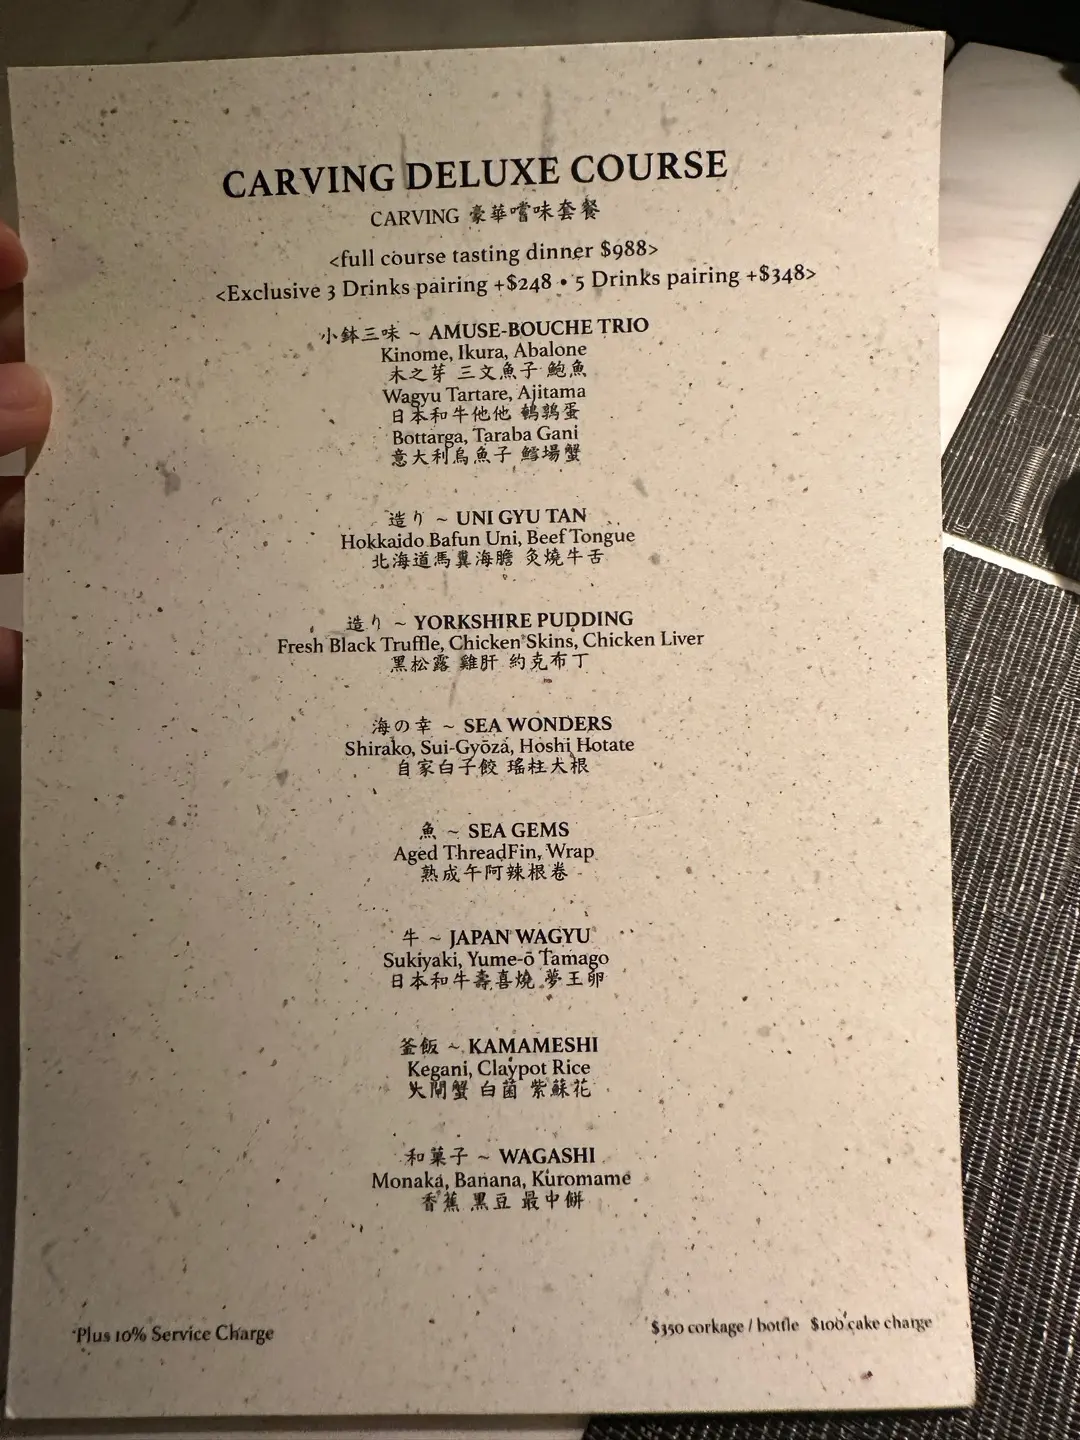 CARVING DELUXE COURSE
CARVING 豪華嚐味套餐
<full course tasting dinner $988>
<Exclusive 3 Drinks pairing +$248 • 5 Drinks pairing +$348>
小鉢三味 ~ AMUSE-BOUCHE TRIO
Kinome, Ikura, Abalone
木之芽 三文魚子 鮑魚
Wagyu Tartare, Ajitama
日本和牛他他 鵪鶉蛋
Bottarga, Taraba Gani
意大利烏魚子 鱈場蟹
造り ~ UNI GYU TAN
Hokkaido Bafun Uni, Beef Tongue
北海道馬糞海膽 炙燒牛舌
造り ~ YORKSHIRE PUDDING
Fresh Black Truffle, Chicken Skins, Chicken Liver
黑松露 雞肝 約克布丁
海の幸 ~ SEA WONDERS
Shirako, Sui-Gyōza, Hoshi Hotate
自家白子餃 瑤柱大根
魚 ~ SEA GEMS
Aged ThreadFin, Wrap
熟成午阿辣根卷
牛 ~ JAPAN WAGYU
Sukiyaki, Yume-ō Tamago
日本和牛壽喜燒 夢王卵
釜飯 ~ KAMAMESHI
Kegani, Claypot Rice
大閘蟹 白菌 紫蘇花
和菓子 ~ WAGASHI
Monaka, Banana, Kuromame
香蕉 黑豆 最中餅
*Plus 10% Service Charge
$350 corkage / bottle $100 cake charge